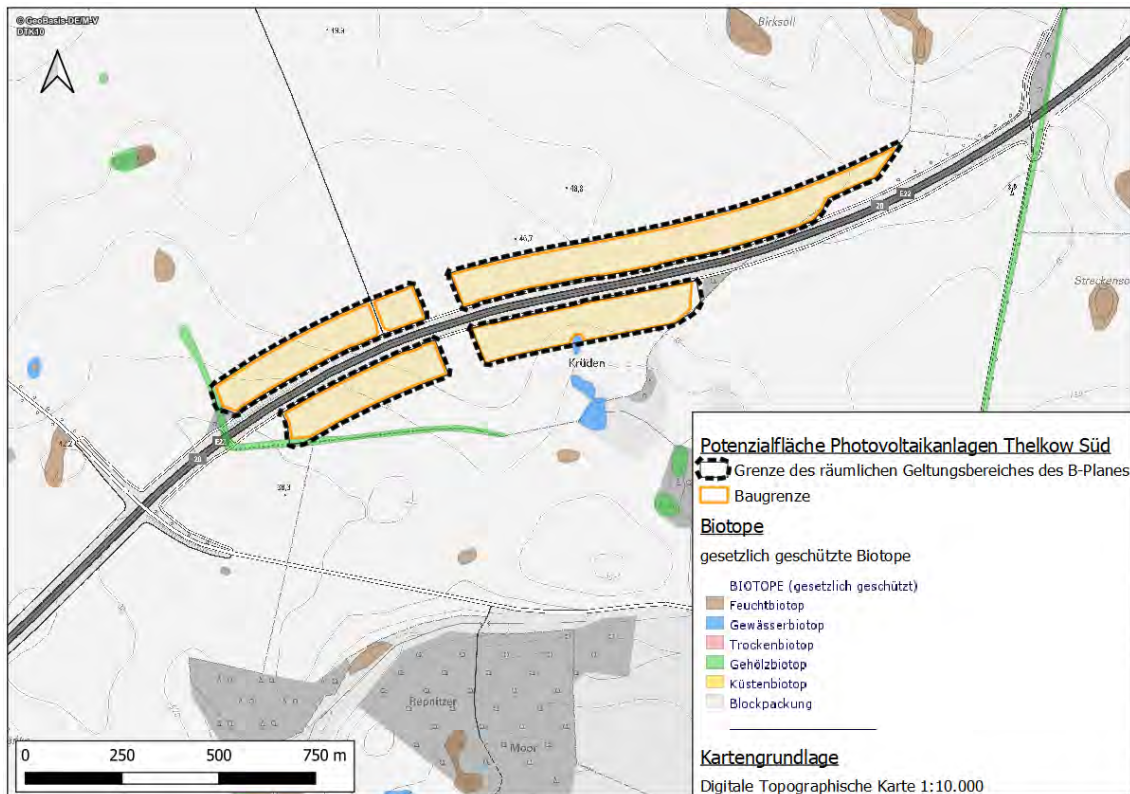 © GeoBasis-DE/M-V
DTK10
Birksoll
48,8
46,7
E22
20
Streckensoll
Krüden
E22
20
38,3
Repnitzer
Moor
0 250 500 750 m
Potenzialfläche Photovoltaikanlagen Thelkow Süd
Grenze des räumlichen Geltungsbereiches des B-Planes
Baugrenze
Biotope
gesetzlich geschützte Biotope
BIOTOPE (gesetzlich geschützt)
Feuchtbiotop
Gewässerbiotop
Trockenbiotop
Gehölzbiotop
Küstenbiotop
Blockpackung
Kartengrundlage
Digitale Topographische Karte 1:10.000